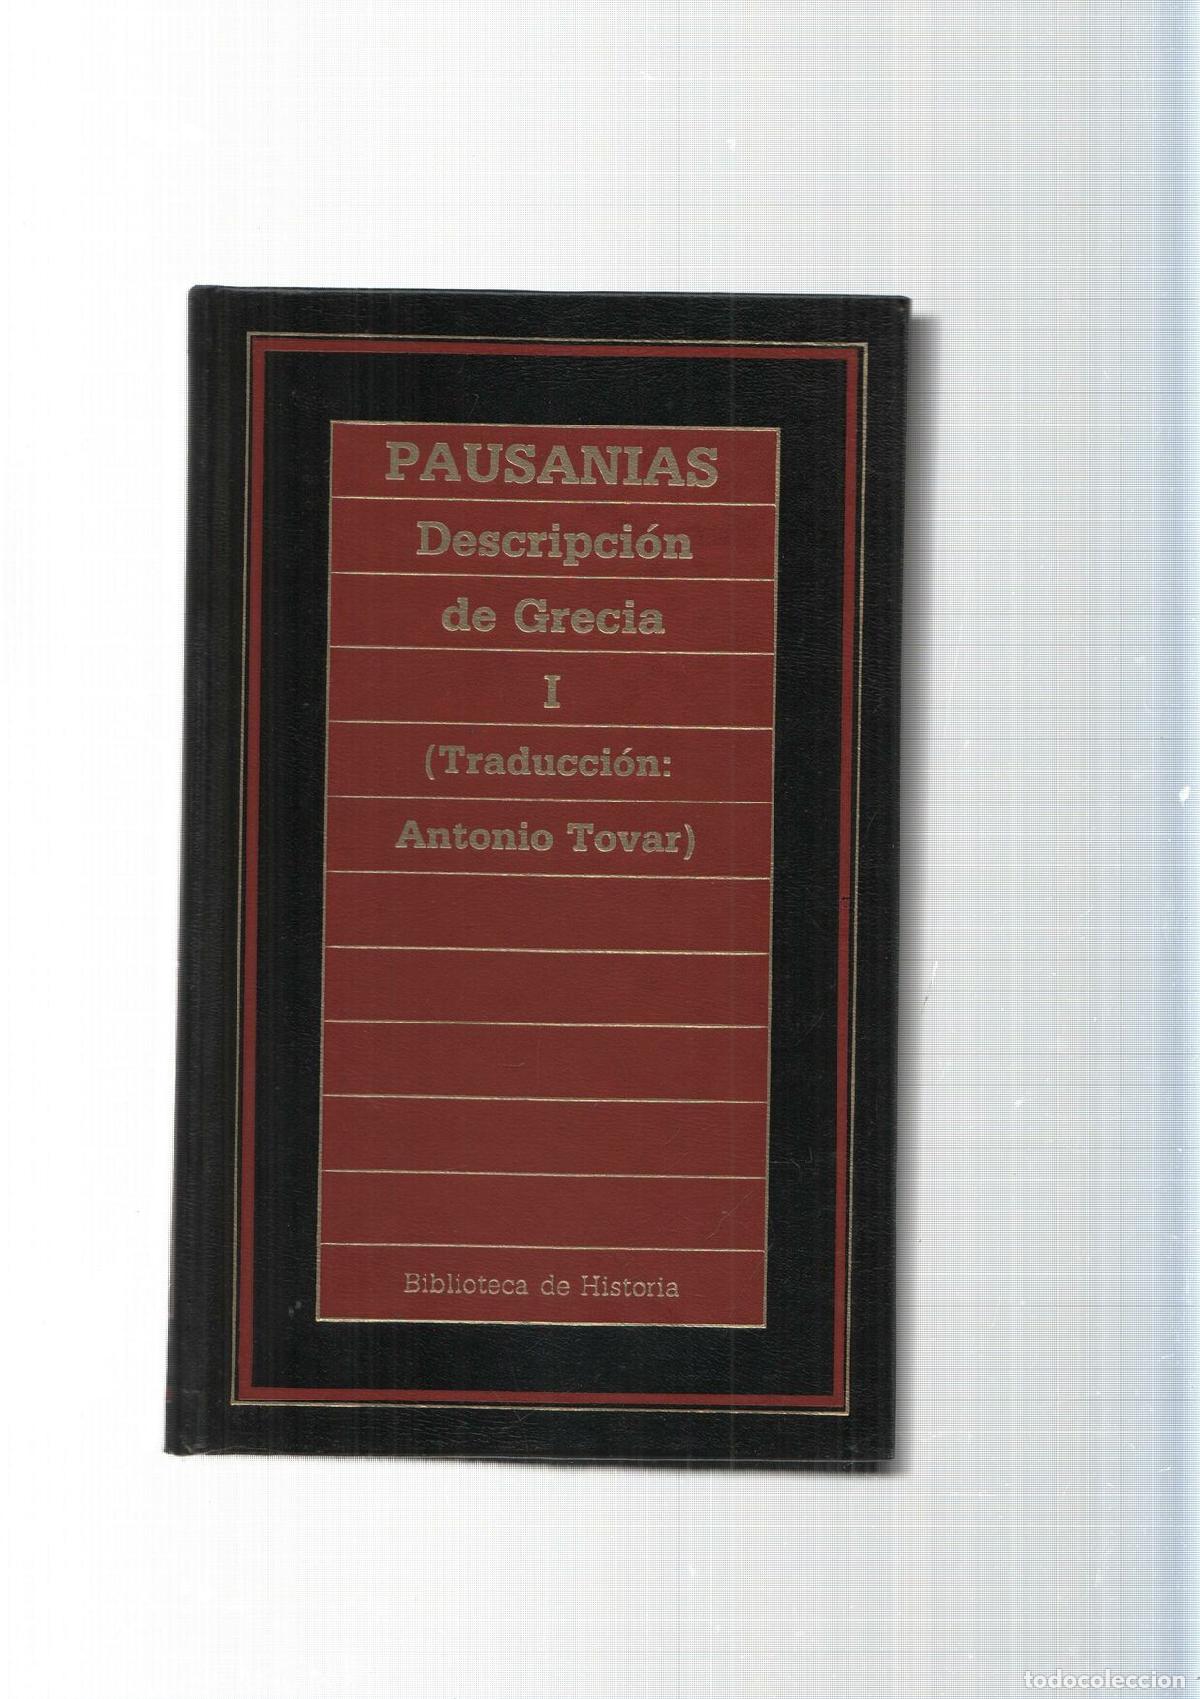 PAUSANIAS
Descripción
de Grecia
I
(Traducción:
Antonio Tovar)
Biblioteca de Historia
todocoleccion